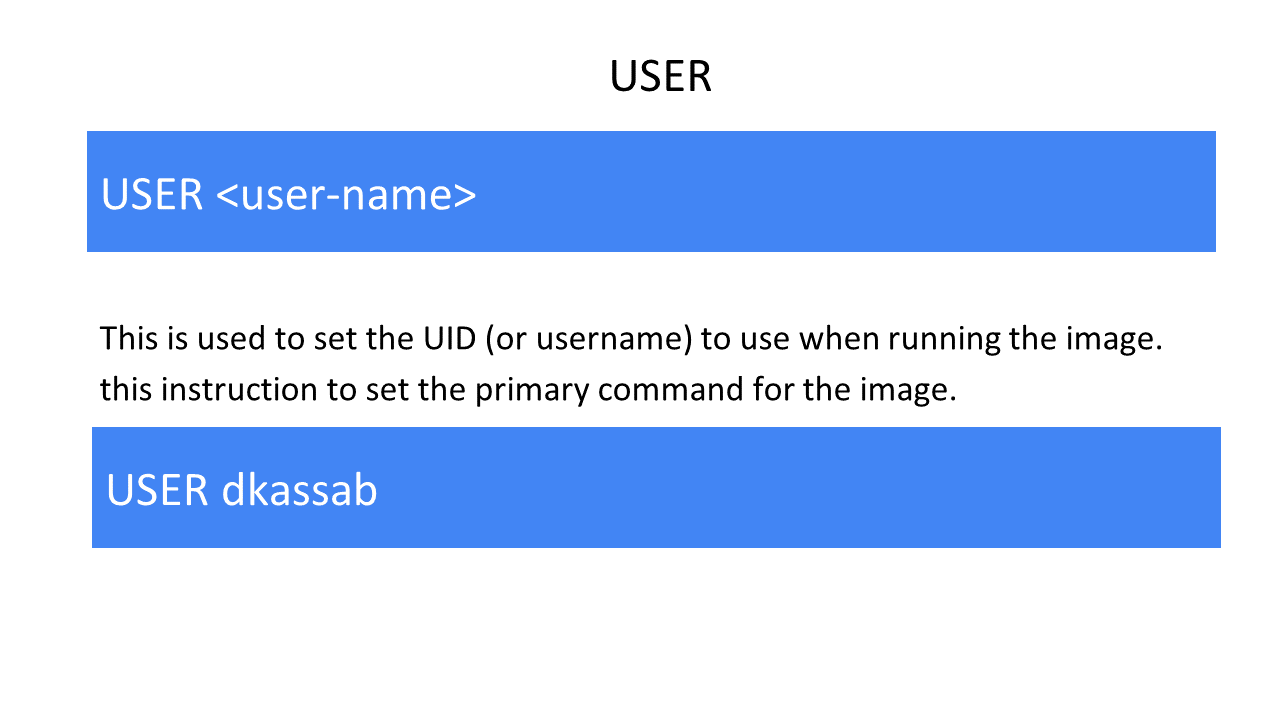 USER
USER <user-name>
This is used to set the UID (or username) to use when running the image.
this instruction to set the primary command for the image.
USER dkassab